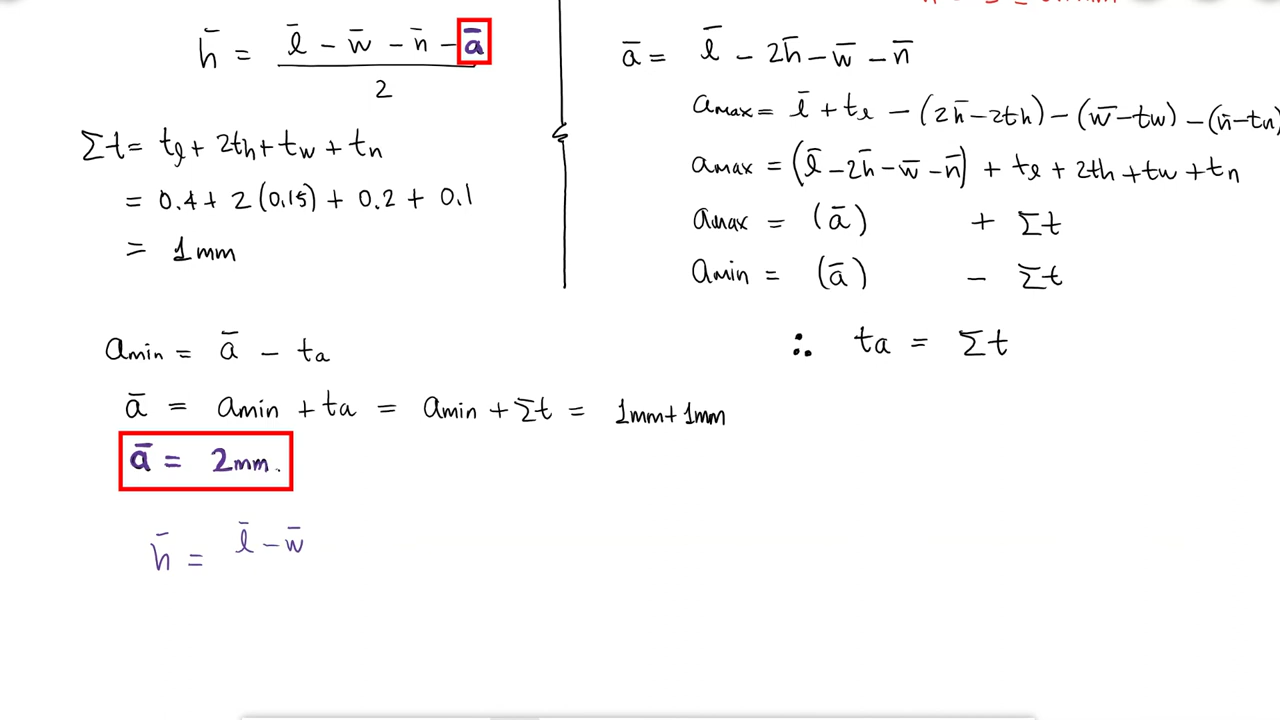 h̄ = (l̄ - w̄ - n̄ - ā) / 2
Σt = tl + 2th + tw + tn
= 0.4 + 2(0.15) + 0.2 + 0.1
= 1mm
ā = l̄ - 2h̄ - w̄ - n̄
amax = l̄ + tl - (2h̄ - 2th) - (w̄ - tw) - (n̄ - tn)
amax = (l̄ - 2h̄ - w̄ - n̄) + tl + 2th + tw + tn
amax = (ā) + Σt
amin = (ā) - Σt
∴ ta = Σt
amin = ā - ta
ā = amin + ta = amin + Σt = 1mm + 1mm
ā = 2mm.
h̄ = l̄ - w̄